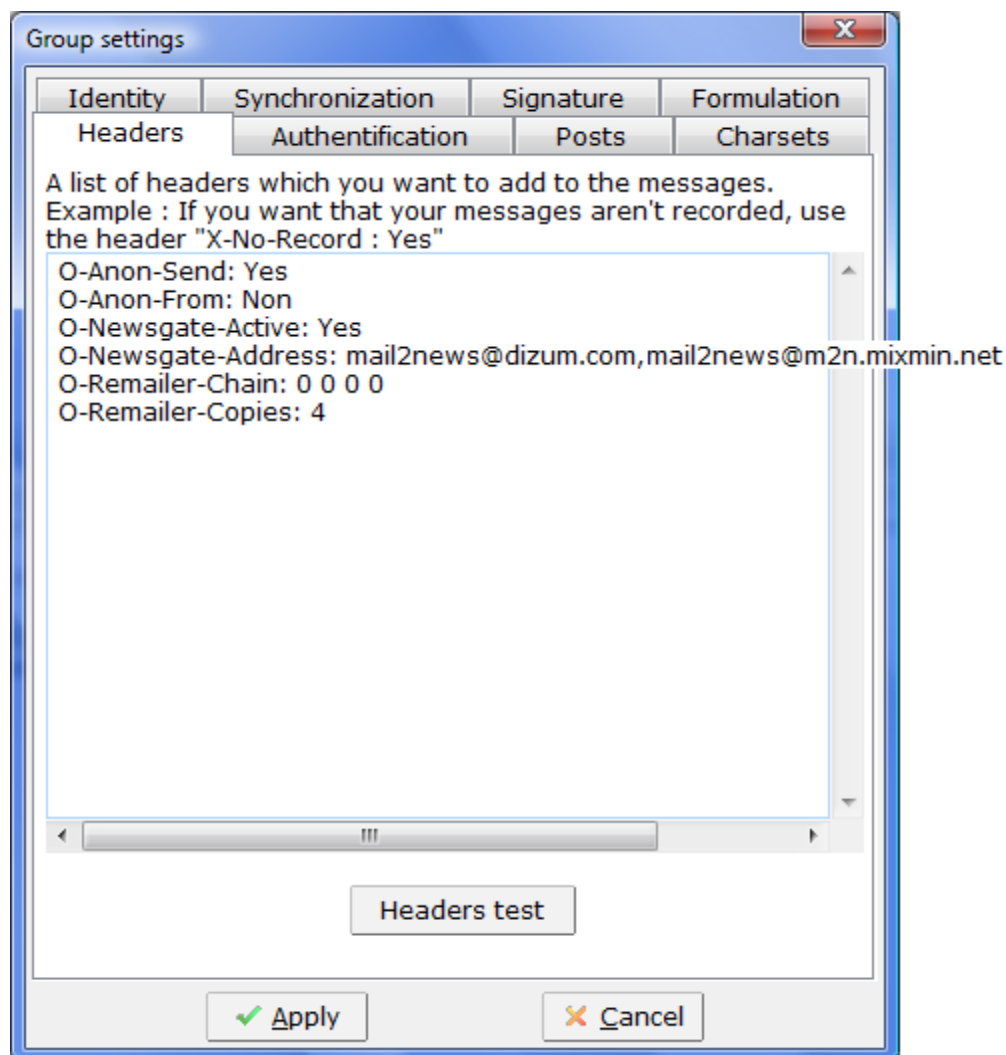 Group settings
Identity
Synchronization
Signature
Formulation
Headers
Authentification
Posts
Charsets
A list of headers which you want to add to the messages.
Example : If you want that your messages aren't recorded, use
the header "X-No-Record : Yes"
O-Anon-Send: Yes
O-Anon-From: Non
O-Newsgate-Active: Yes
O-Newsgate-Address: mail2news@dizum.com,mail2news@m2n.mixmin.net
O-Remailer-Chain: 0 0 0 0
O-Remailer-Copies: 4
Headers test
Apply
Cancel